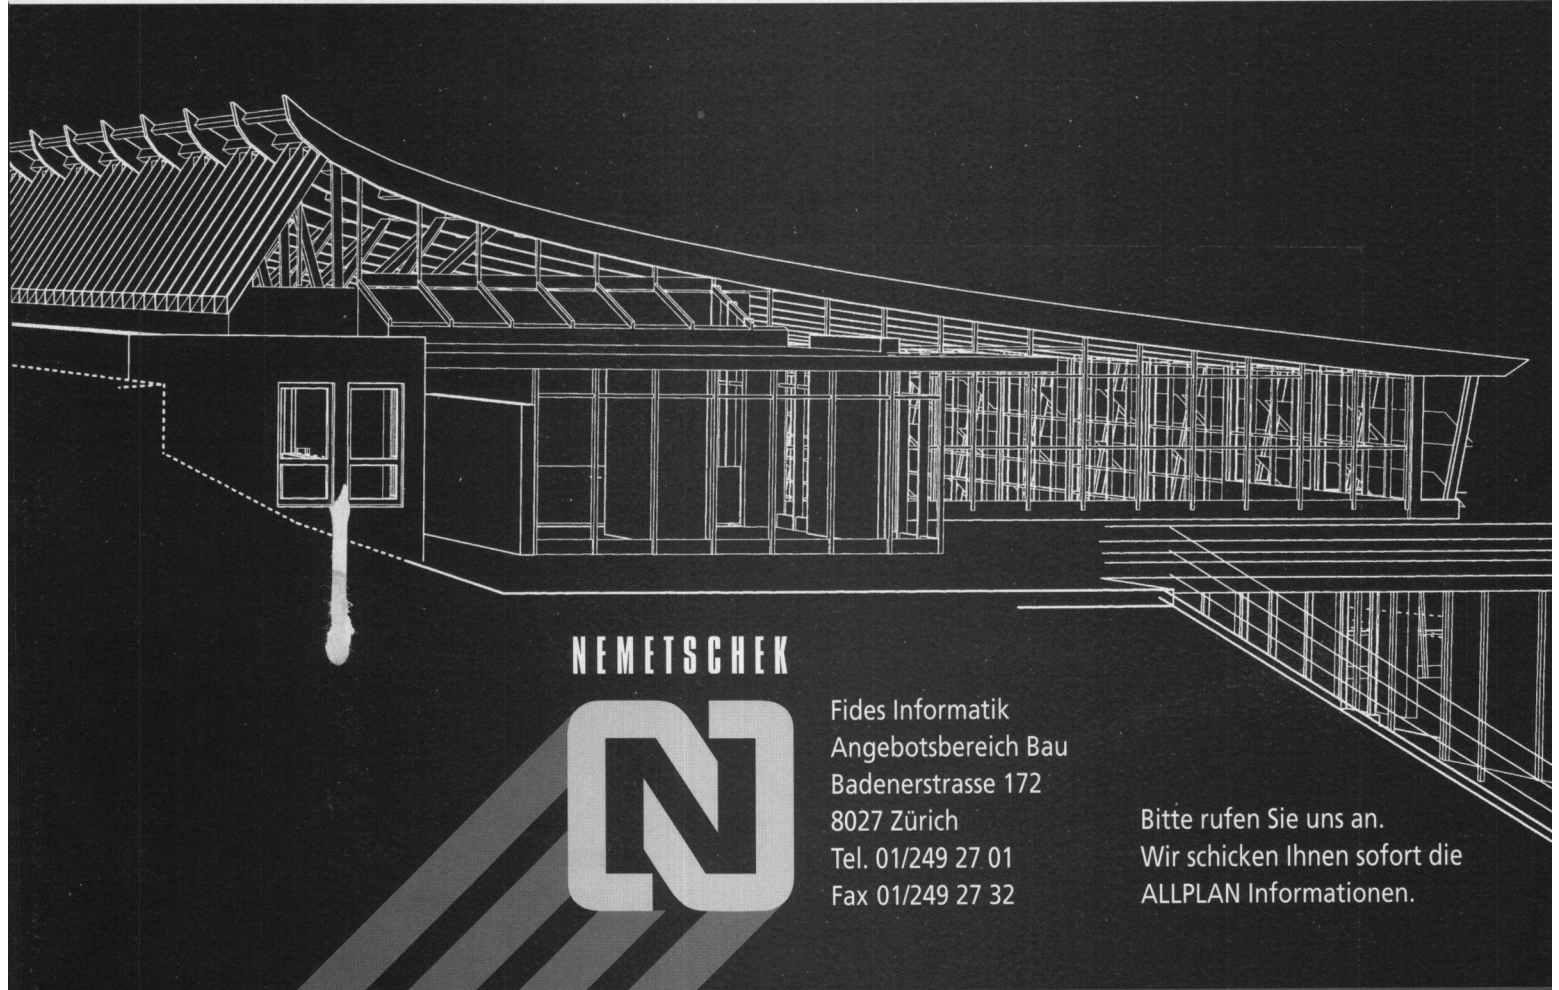 NEMETSCHEK
Fides Informatik
Angebotsbereich Bau
Badenerstrasse 172
8027 Zürich
Tel. 01/249 27 01
Fax 01/249 27 32
Bitte rufen Sie uns an.
Wir schicken Ihnen sofort die
ALLPLAN Informationen.